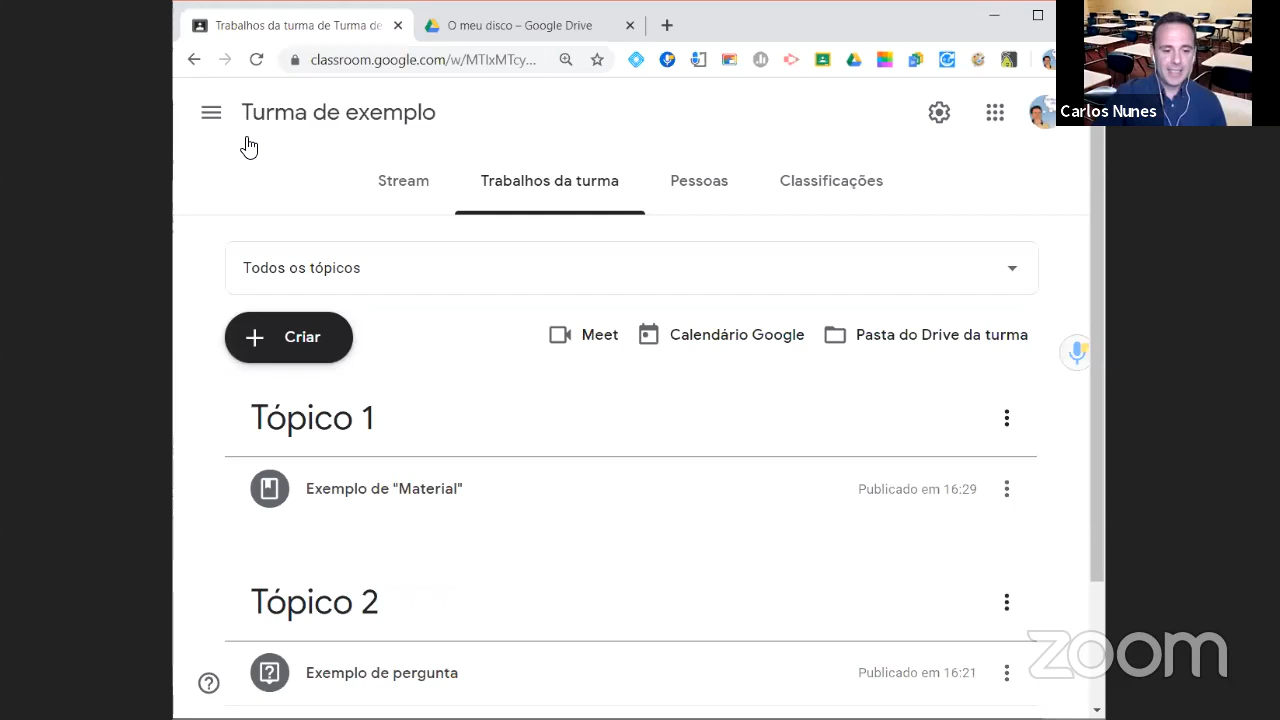 Trabalhos da turma de Turma de
O meu disco – Google Drive
classroom.google.com/w/MTIxMTcy...
Carlos Nunes
Turma de exemplo
Stream
Trabalhos da turma
Pessoas
Classificações
Todos os tópicos
Criar
Meet
Calendário Google
Pasta do Drive da turma
Tópico 1
Exemplo de "Material"
Publicado em 16:29
Tópico 2
Exemplo de pergunta
Publicado em 16:21
zoom